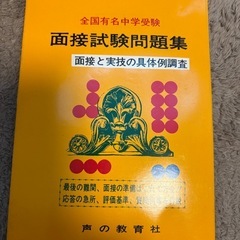 全国有名中学受験
面接試験問題集
面接と実技の具体例調査
最後の難関、面接の準備は
応答の急所、評価基準、
声の教育社